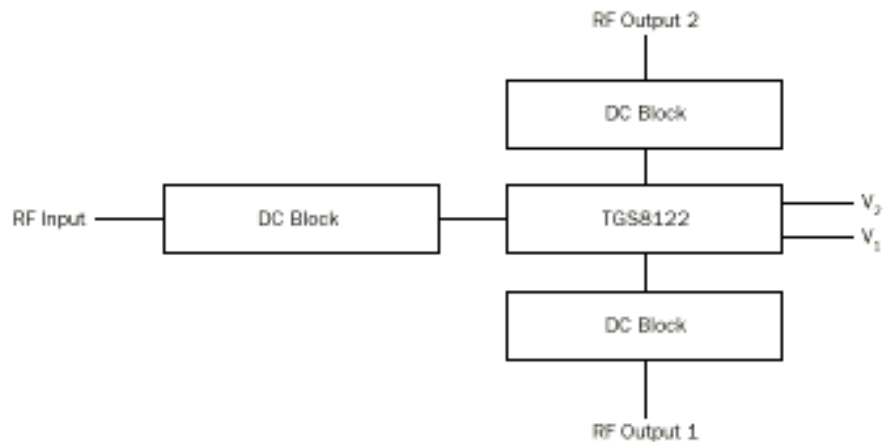 RF Output 2
DC Block
RF Input
DC Block
TGS8122
V₂
V₁
DC Block
RF Output 1